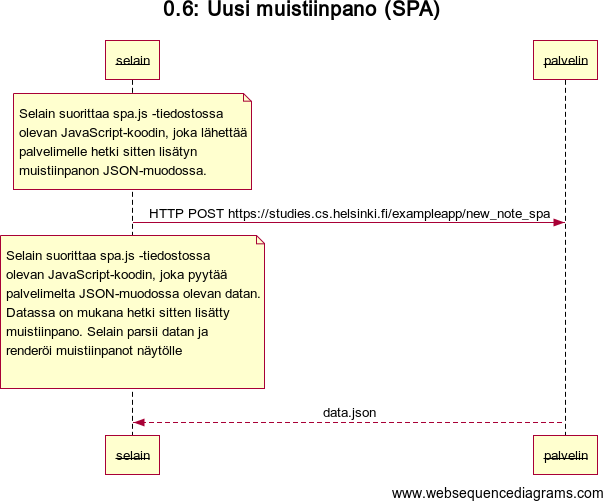 0.6: Uusi muistiinpano (SPA)
selain
palvelin
Selain suorittaa spa.js -tiedostossa
olevan JavaScript-koodin, joka lähettää
palvelimelle hetki sitten lisätyn
muistiinpanon JSON-muodossa.
HTTP POST https://studies.cs.helsinki.fi/exampleapp/new_note_spa
Selain suorittaa spa.js -tiedostossa
olevan JavaScript-koodin, joka pyytää
palvelimelta JSON-muodossa olevan datan.
Datassa on mukana hetki sitten lisätty
muistiinpano. Selain parsii datan ja
renderöi muistiinpanot näytölle
data.json
selain
palvelin
www.websequencediagrams.com